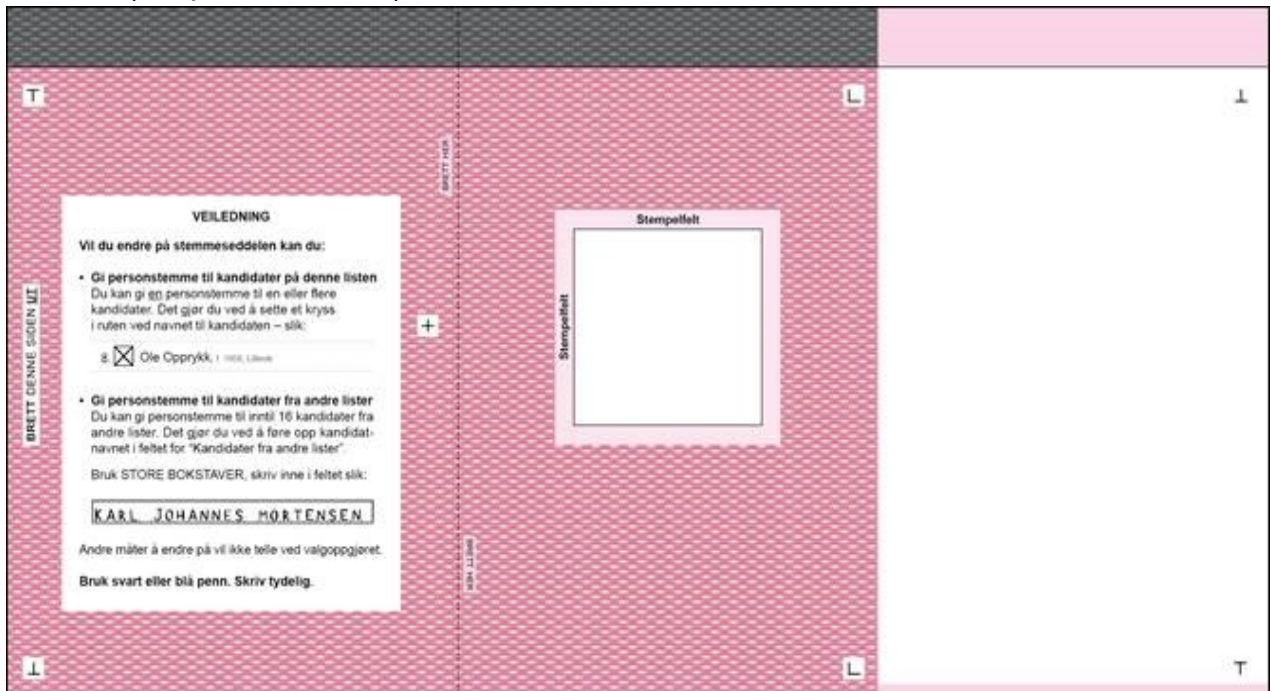 BRETT DENNE SIDEN UT
VEILEDNING
Vil du endre på stemmeseddelen kan du:
• Gi personstemme til kandidater på denne listen
Du kan gi en personstemme til en eller flere
kandidater. Det gjør du ved å sette et kryss
i ruten ved navnet til kandidaten – slik:
8. Ole Opprykk,
• Gi personstemme til kandidater fra andre lister
Du kan gi personstemme til inntil 16 kandidater fra
andre lister. Det gjør du ved å føre opp kandidat-
navnet i feltet for "Kandidater fra andre lister".
Bruk STORE BOKSTAVER, skriv inne i feltet slik:
KARL JOHANNES MORTENSEN
Andre måter å endre på vil ikke telle ved valgoppgjøret.
Bruk svart eller blå penn. Skriv tydelig.
BRETT HER
BRETT HER
Stempelfelt
Stempelfelt